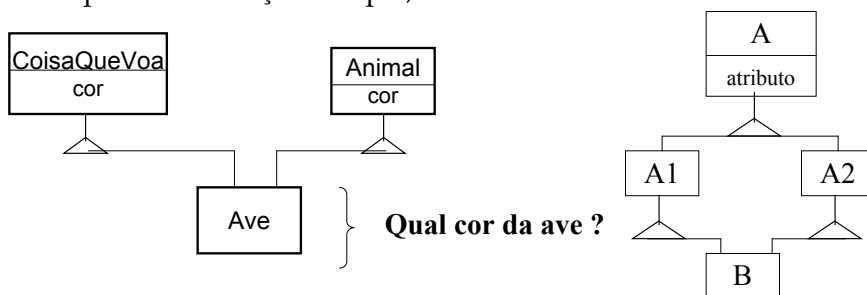 CoisaQueVoa
cor
Animal
cor
Ave
Qual cor da ave ?
A
atributo
A1
A2
B